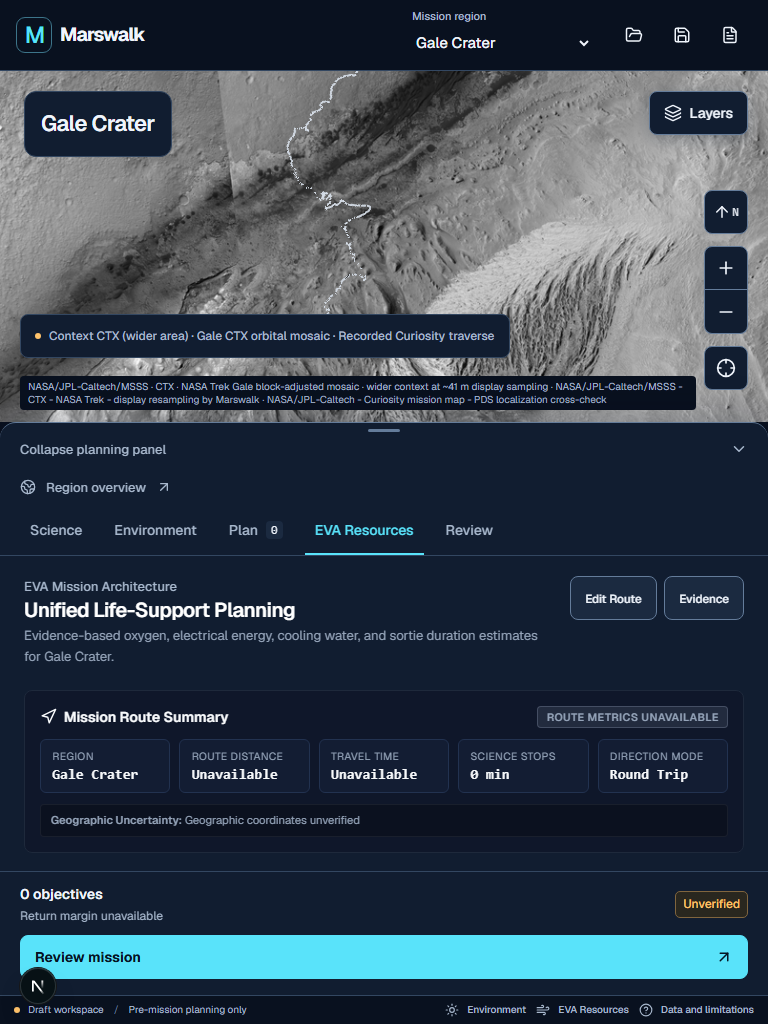 M Marswalk
Mission region
Gale Crater
Gale Crater
Layers
N
Context CTX (wider area) · Gale CTX orbital mosaic · Recorded Curiosity traverse
NASA/JPL-Caltech/MSSS · CTX · NASA Trek Gale block-adjusted mosaic · wider context at ~41 m display sampling · NASA/JPL-Caltech/MSSS -
CTX - NASA Trek - display resampling by Marswalk · NASA/JPL-Caltech - Curiosity mission map - PDS localization cross-check
Collapse planning panel
Region overview
Science Environment Plan 0 EVA Resources Review
EVA Mission Architecture
Unified Life-Support Planning
Evidence-based oxygen, electrical energy, cooling water, and sortie duration estimates
for Gale Crater.
Edit Route Evidence
Mission Route Summary
ROUTE METRICS UNAVAILABLE
REGION
Gale Crater
ROUTE DISTANCE
Unavailable
TRAVEL TIME
Unavailable
SCIENCE STOPS
0 min
DIRECTION MODE
Round Trip
Geographic Uncertainty: Geographic coordinates unverified
0 objectives
Return margin unavailable
Unverified
Review mission
N
Draft workspace / Pre-mission planning only
Environment EVA Resources Data and limitations